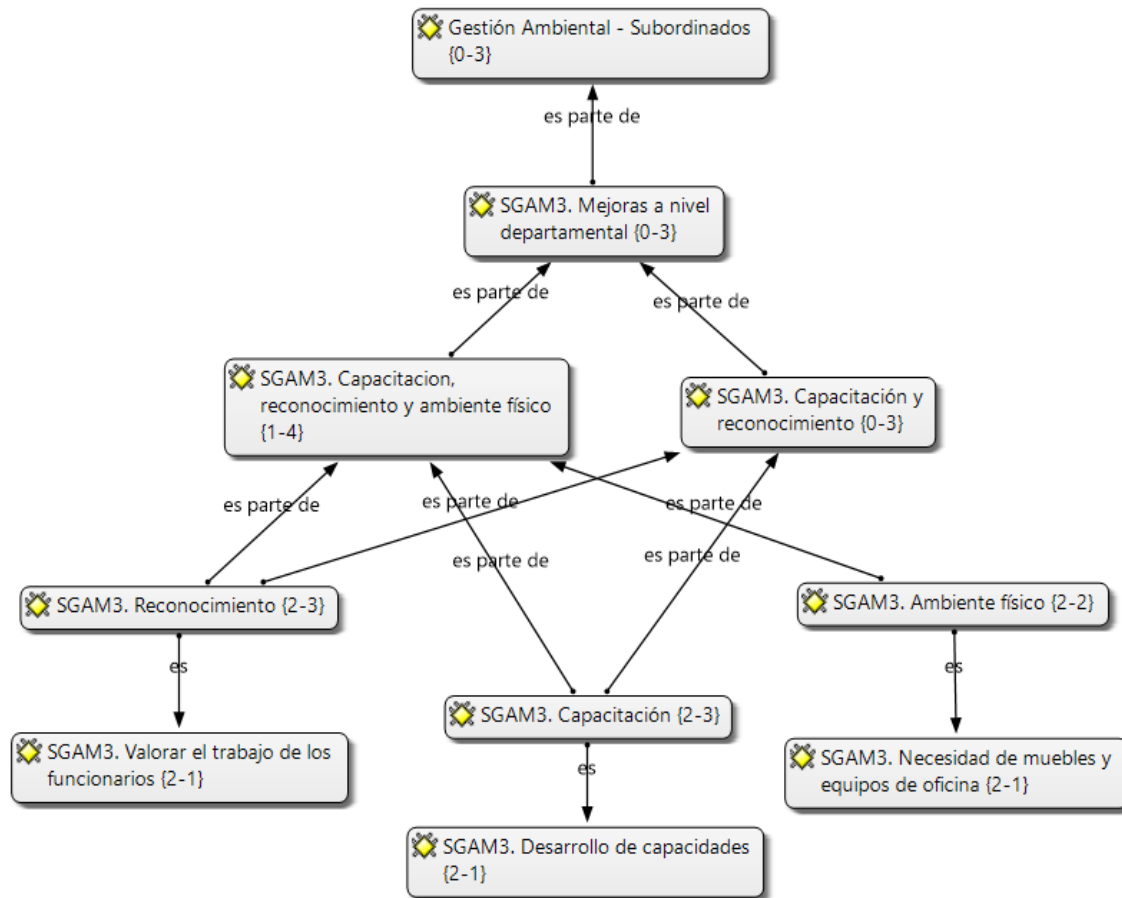 Gestión Ambiental - Subordinados
{0-3}
es parte de
SGAM3. Mejoras a nivel
departamental {0-3}
es parte de
es parte de
SGAM3. Capacitacion,
reconocimiento y ambiente físico
{1-4}
SGAM3. Capacitación y
reconocimiento {0-3}
es parte de
es parte de
es parte de
es parte de
es parte de
SGAM3. Reconocimiento {2-3}
SGAM3. Ambiente físico {2-2}
es
es
SGAM3. Capacitación {2-3}
SGAM3. Valorar el trabajo de los
funcionarios {2-1}
es
SGAM3. Necesidad de muebles y
equipos de oficina {2-1}
SGAM3. Desarrollo de capacidades
{2-1}